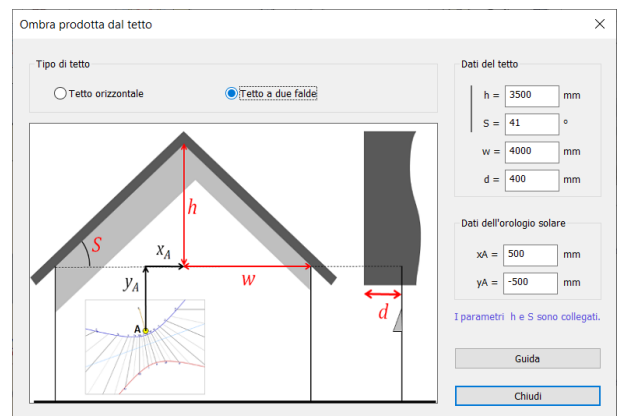 Ombra prodotta dal tetto
Tipo di tetto
Tetto orizzontale
Tetto a due falde
Dati del tetto
h = 3500 mm
S = 41 °
w = 4000 mm
d = 400 mm
Dati dell'orologio solare
xA = 500 mm
yA = -500 mm
I parametri h e S sono collegati.
Guida
Chiudi
h
S
xA
w
yA
d
A